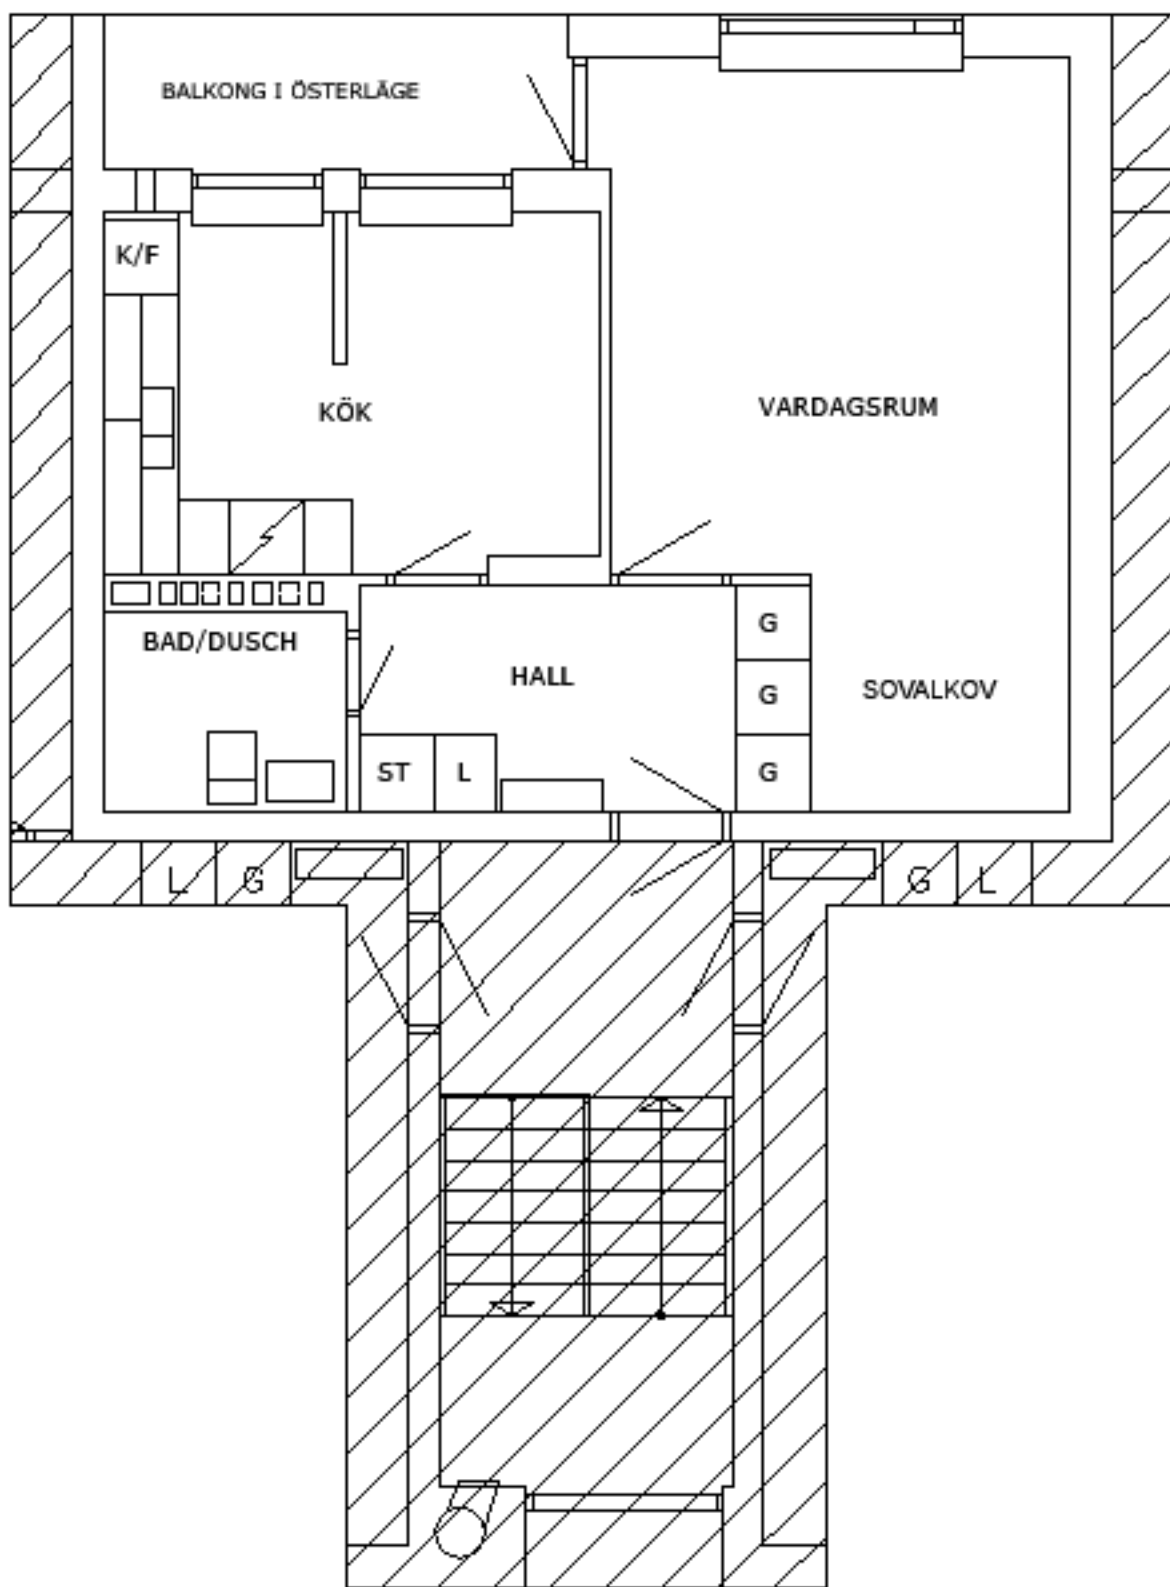 BALKONG I ÖSTERLÄGE
K/F
KÖK
VARDAGSRUM
BAD/DUSCH
HALL
G
G
SOVALKOV
ST
L
G
L
G
G
L